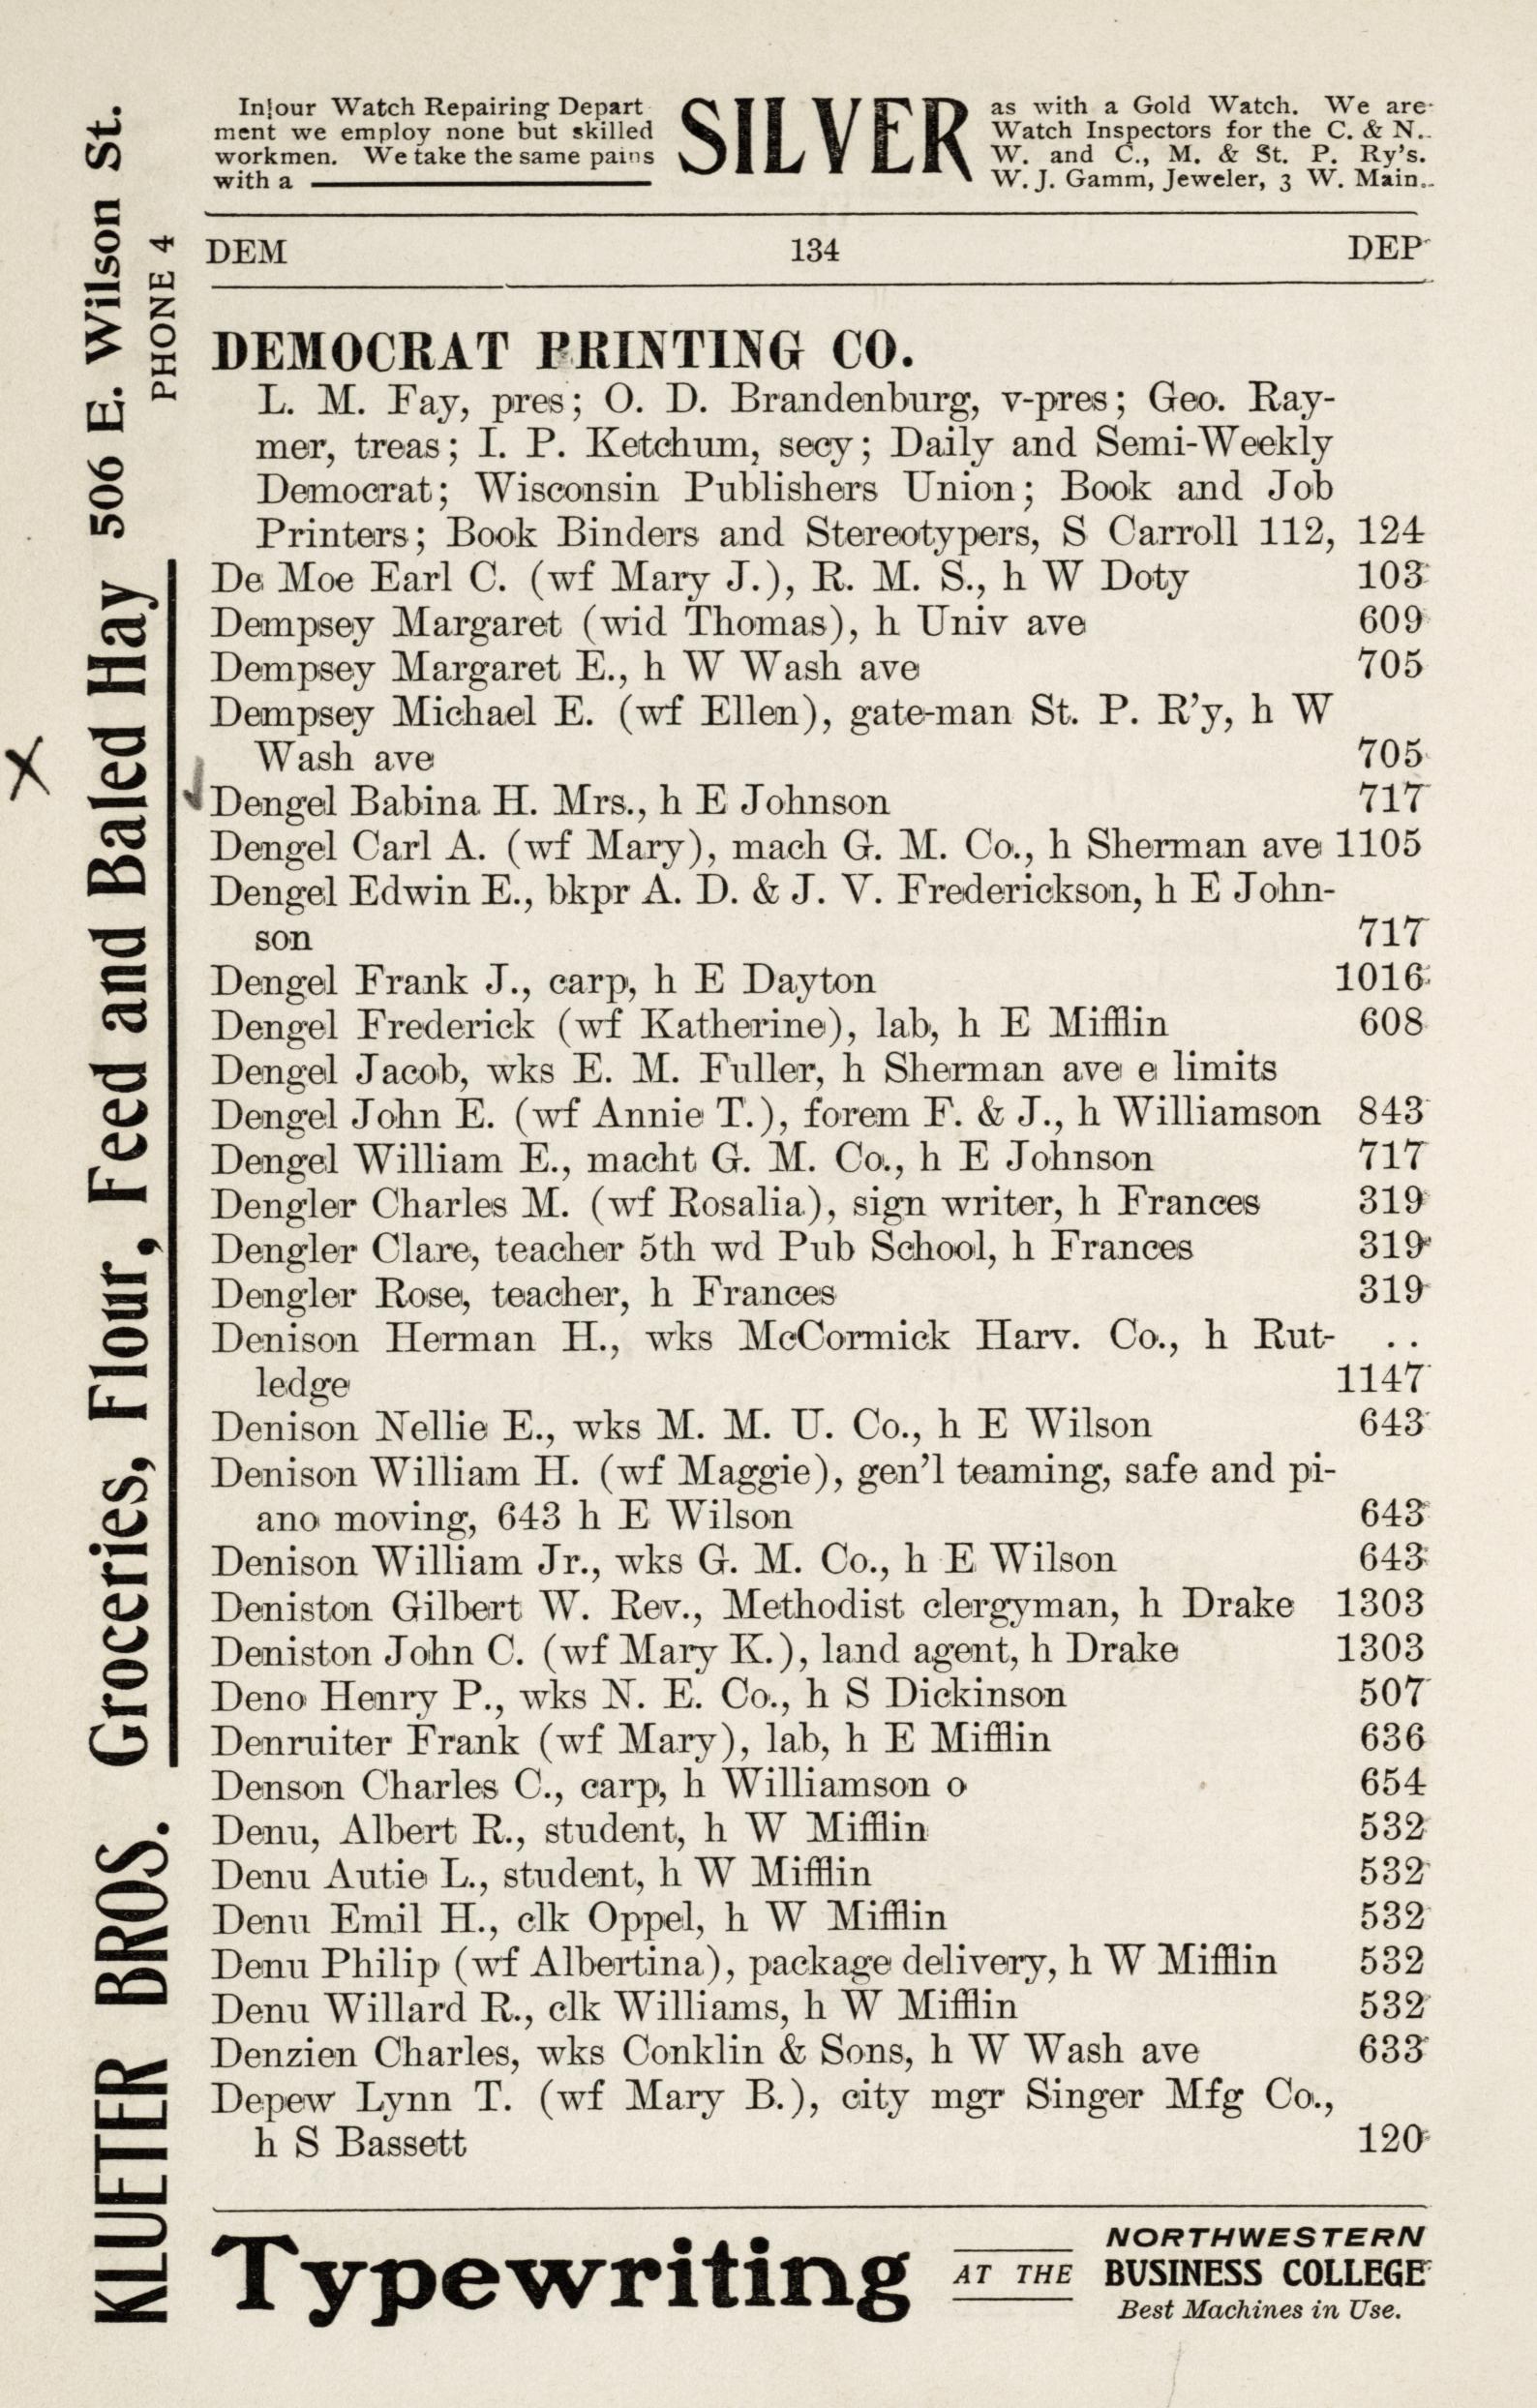 In our Watch Repairing Depart
ment we employ none but skilled
workmen. We take the same pains
with a
SILVER
as with a Gold Watch. We are
Watch Inspectors for the C. & N.
W. and C., M. & St. P. Ry's.
W. J. Gamm, Jeweler, 3 W. Main.
DEM 134 DEP
DEMOCRAT PRINTING CO.
L. M. Fay, pres; O. D. Brandenburg, v-pres; Geo. Ray-
mer, treas; I. P. Ketchum, secy; Daily and Semi-Weekly
Democrat; Wisconsin Publishers Union; Book and Job
Printers; Book Binders and Stereotypers, S Carroll 112, 124
De Moe Earl C. (wf Mary J.), R. M. S., h W Doty 103
Dempsey Margaret (wid Thomas), h Univ ave 609
Dempsey Margaret E., h W Wash ave 705
Dempsey Michael E. (wf Ellen), gate-man St. P. R'y, h W
Wash ave 705
Dengel Babina H. Mrs., h E Johnson 717
Dengel Carl A. (wf Mary), mach G. M. Co., h Sherman ave 1105
Dengel Edwin E., bkpr A. D. & J. V. Frederickson, h E John-
son 717
Dengel Frank J., carp, h E Dayton 1016
Dengel Frederick (wf Katherine), lab, h E Mifflin 608
Dengel Jacob, wks E. M. Fuller, h Sherman ave e limits
Dengel John E. (wf Annie T.), forem F. & J., h Williamson 843
Dengel William E., macht G. M. Co., h E Johnson 717
Dengler Charles M. (wf Rosalia), sign writer, h Frances 319
Dengler Clare, teacher 5th wd Pub School, h Frances 319
Dengler Rose, teacher, h Frances 319
Denison Herman H., wks McCormick Harv. Co., h Rut- ..
ledge 1147
Denison Nellie E., wks M. M. U. Co., h E Wilson 643
Denison William H. (wf Maggie), gen'l teaming, safe and pi-
ano moving, 643 h E Wilson 643
Denison William Jr., wks G. M. Co., h E Wilson 643
Deniston Gilbert W. Rev., Methodist clergyman, h Drake 1303
Deniston John C. (wf Mary K.), land agent, h Drake 1303
Deno Henry P., wks N. E. Co., h S Dickinson 507
Denruiter Frank (wf Mary), lab, h E Mifflin 636
Denson Charles C., carp, h Williamson o 654
Denu, Albert R., student, h W Mifflin 532
Denu Autie L., student, h W Mifflin 532
Denu Emil H., clk Oppel, h W Mifflin 532
Denu Philip (wf Albertina), package delivery, h W Mifflin 532
Denu Willard R., clk Williams, h W Mifflin 532
Denzien Charles, wks Conklin & Sons, h W Wash ave 633
Depew Lynn T. (wf Mary B.), city mgr Singer Mfg Co.,
h S Bassett 120
Typewriting AT THE
NORTHWESTERN
BUSINESS COLLEGE
Best Machines in Use.
KLUETER BROS. Groceries, Flour, Feed and Baled Hay 506 E. Wilson St.
PHONE 4
X